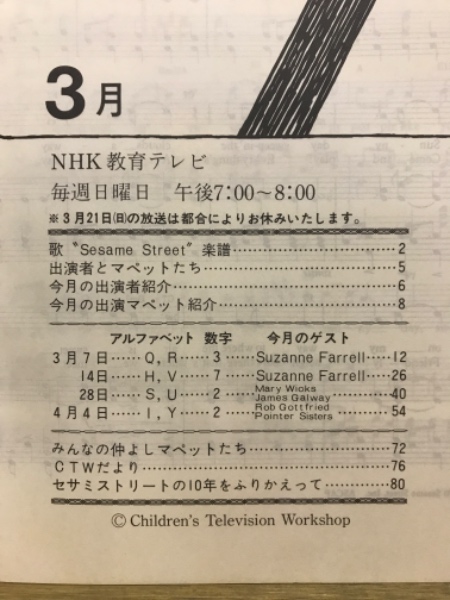 3月
NHK教育テレビ
毎週日曜日 午後7:00~8:00
※3月21日(日)の放送は都合によりお休みいたします。
歌〝Sesame Street〟楽譜……………………………2
出演者とマペットたち……………………………5
今月の出演者紹介……………………………6
今月の出演マペット紹介……………………………8
アルファベット 数字 今月のゲスト
3月7日……Q, R……3……Suzanne Farrell……12
14日……H, V……7……Suzanne Farrell……26
28日……S, U……2……Mary Wicks James Galway……40
4月4日……I, Y……2……Rob Gottfried Pointer Sisters……54
みんなの仲よしマペットたち……………………………72
CTWだより……………………………76
セサミストリートの10年をふりかえって……………80
©Children's Television Workshop